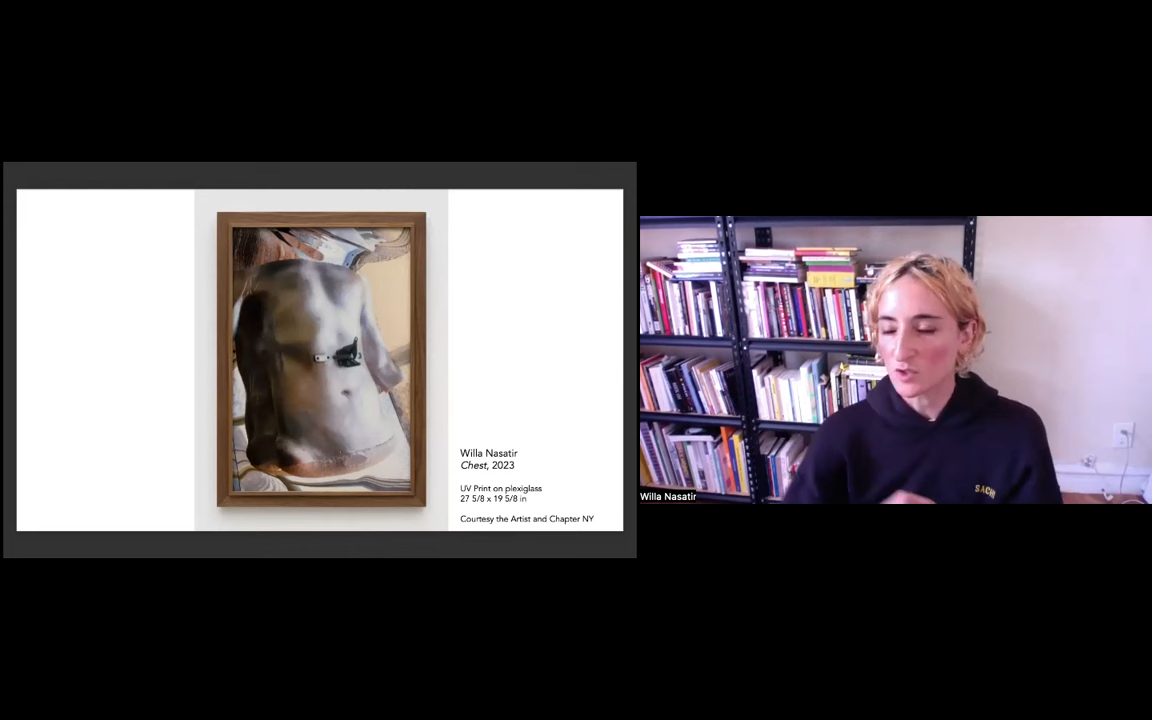 Willa Nasatir
Chest, 2023
UV Print on plexiglass
27 5/8 x 19 5/8 in
Courtesy the Artist and Chapter NY
Willa Nasatir